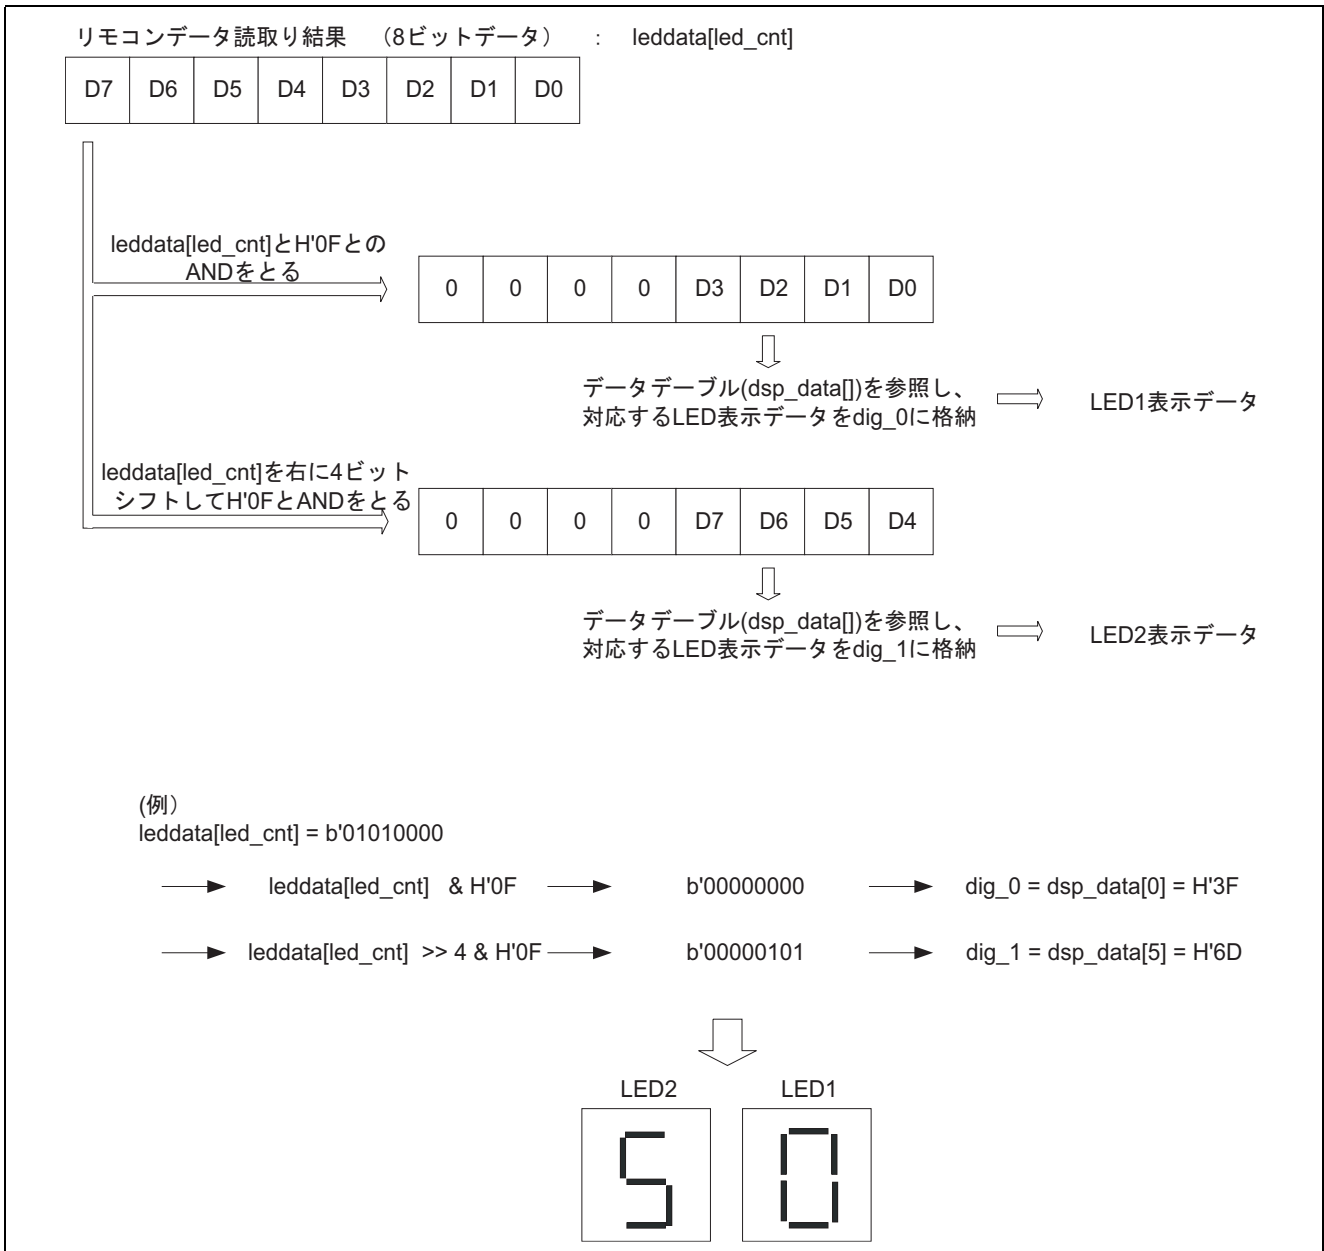 リモコンデータ読取り結果 （8ビットデータ） : leddata[led_cnt]
D7 D6 D5 D4 D3 D2 D1 D0
leddata[led_cnt]とH'0Fとの
ANDをとる
0 0 0 0 D3 D2 D1 D0
データデーブル(dsp_data[])を参照し、
対応するLED表示データをdig_0に格納
LED1表示データ
leddata[led_cnt]を右に4ビット
シフトしてH'0FとANDをとる
0 0 0 0 D7 D6 D5 D4
データデーブル(dsp_data[])を参照し、
対応するLED表示データをdig_1に格納
LED2表示データ
(例）
leddata[led_cnt] = b'01010000
leddata[led_cnt] & H'0F b'00000000 dig_0 = dsp_data[0] = H'3F
leddata[led_cnt] >> 4 & H'0F b'00000101 dig_1 = dsp_data[5] = H'6D
LED2 LED1
5 0